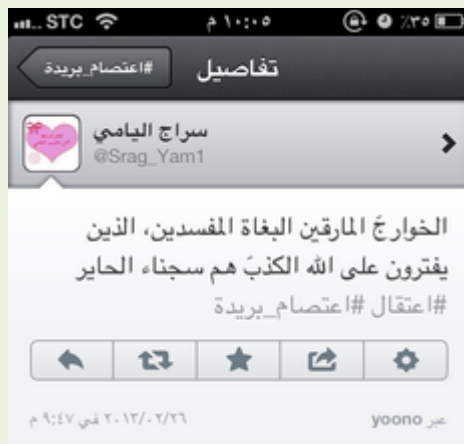 ...STC ١٠:٠٥ م ٪٣٥
#اعتصام_بريدة تفاصيل
سراج اليامي
@Srag_Yam1
الخوارجَ المارقين البغاة المفسدين، الذين
يفترون على الله الكذبَ هم سجناء الحاير
#اعتقال #اعتصام_بريدة
٢٠١٣/٠٢/٢٦ في ٩:٤٧ م عبر yoono